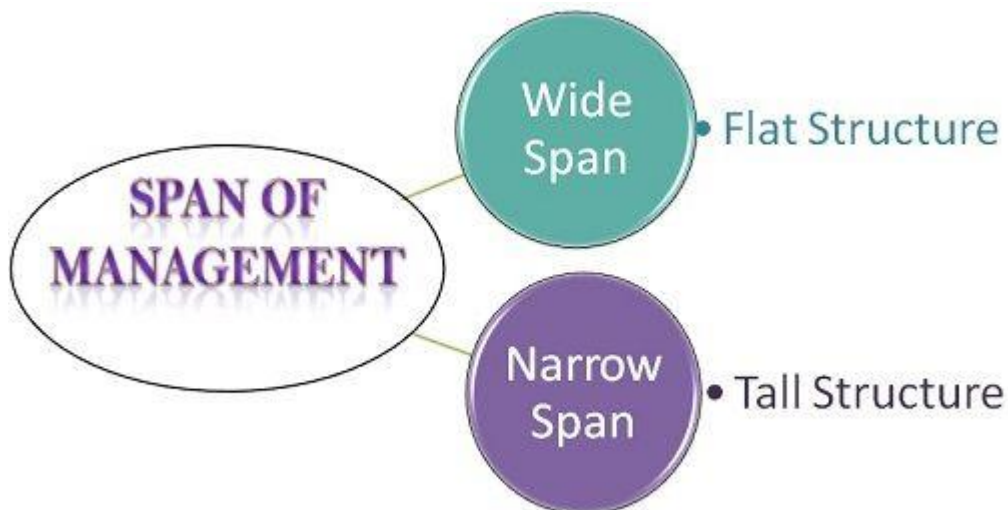 SPAN OF
MANAGEMENT
Wide
Span
• Flat Structure
Narrow
Span
• Tall Structure